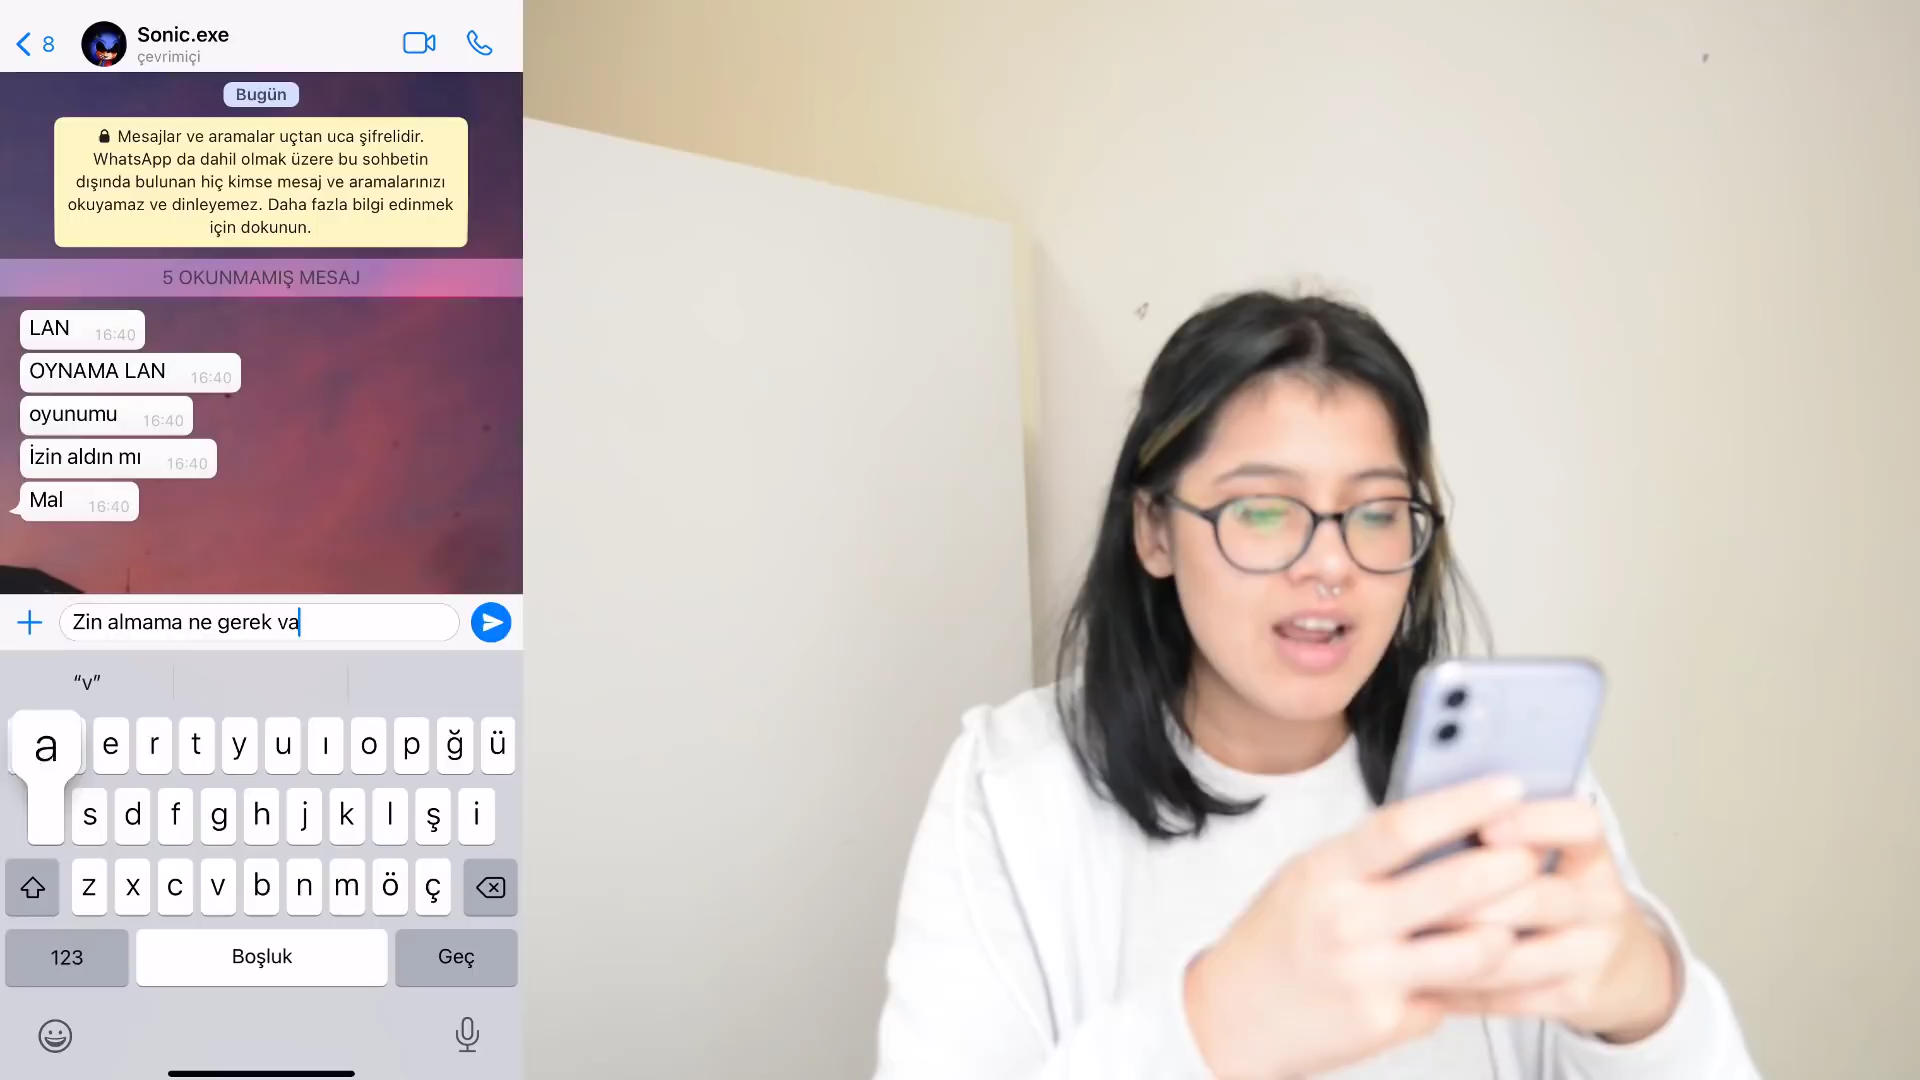 8
Sonic.exe
çevrimiçi
Bugün
Mesajlar ve aramalar uçtan uca şifrelidir.
WhatsApp da dahil olmak üzere bu sohbetin
dışında bulunan hiç kimse mesaj ve aramalarınızı
okuyamaz ve dinleyemez. Daha fazla bilgi edinmek
için dokunun.
5 OKUNMAMIŞ MESAJ
LAN 16:40
OYNAMA LAN 16:40
oyunumu 16:40
İzin aldın mı 16:40
Mal 16:40
Zin almama ne gerek va
“v”
a e r t y u ı o p ğ ü
s d f g h j k l ş i
z x c v b n m ö ç
123 Boşluk Geç